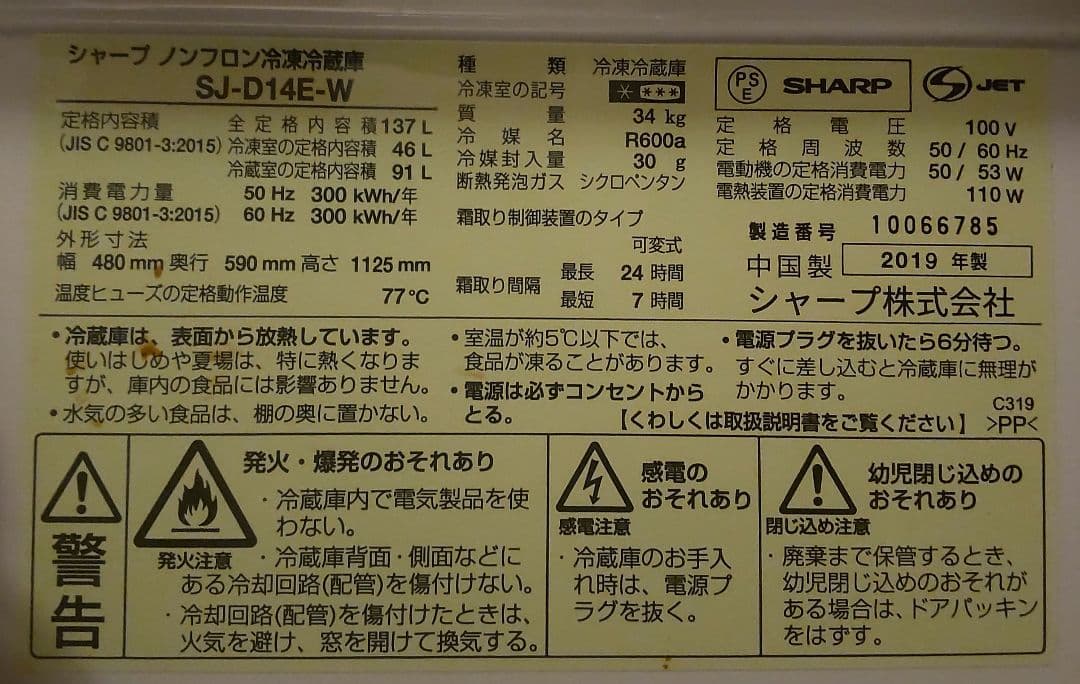 シャープ ノンフロン冷凍冷蔵庫
SJ-D14E-W
定格内容積 全定格内容積 137 L
(JIS C 9801-3:2015) 冷凍室の定格内容積 46 L
冷蔵室の定格内容積 91 L
消費電力量 50 Hz 300 kWh/年
(JIS C 9801-3:2015) 60 Hz 300 kWh/年
外形寸法
幅 480 mm 奥行 590 mm 高さ 1125 mm
温度ヒューズの定格動作温度 77℃
種類 冷凍冷蔵庫
冷凍室の記号 * ***
質量 34 kg
冷媒名 R600a
冷媒封入量 30 g
断熱発泡ガス シクロペンタン
霜取り制御装置のタイプ
可変式
霜取り間隔 最長 24 時間
最短 7 時間
PSE SHARP S JET
定格電圧 100 V
定格周波数 50 / 60 Hz
電動機の定格消費電力 50 / 53 W
電熱装置の定格消費電力 110 W
製造番号 10066785
中国製 2019 年製
シャープ株式会社
・冷蔵庫は、表面から放熱しています。
使いはじめや夏場は、特に熱くなりま
すが、庫内の食品には影響ありません。
・水気の多い食品は、棚の奥に置かない。
・室温が約5℃以下では、
食品が凍ることがあります。
・電源は必ずコンセントから
とる。
・電源プラグを抜いたら6分待つ。
すぐに差し込むと冷蔵庫に無理が
かかります。
C319
【くわしくは取扱説明書をご覧ください】 >PP<
警告
発火・爆発のおそれあり
発火注意
・冷蔵庫内で電気製品を使
わない。
・冷蔵庫背面・側面などに
ある冷却回路(配管)を傷付けない。
・冷却回路(配管)を傷付けたときは、
火気を避け、窓を開けて換気する。
感電の
おそれあり
感電注意
・冷蔵庫のお手入
れ時は、電源プ
ラグを抜く。
幼児閉じ込めの
おそれあり
閉じ込め注意
・廃棄まで保管するとき、
幼児閉じ込めのおそれが
ある場合は、ドアパッキン
をはずす。